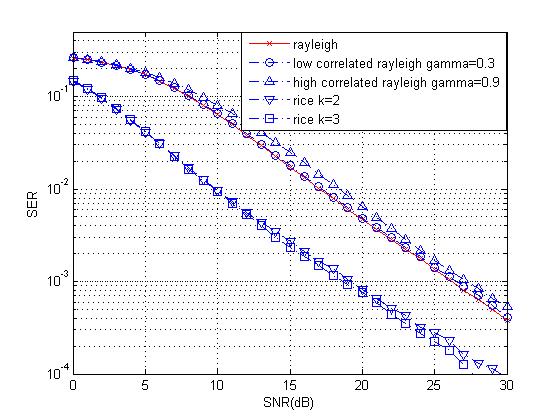 rayleigh
low correlated rayleigh gamma=0.3
high correlated rayleigh gamma=0.9
rice k=2
rice k=3
10^-1
10^-2
10^-3
10^-4
SER
0 5 10 15 20 25 30
SNR(dB)